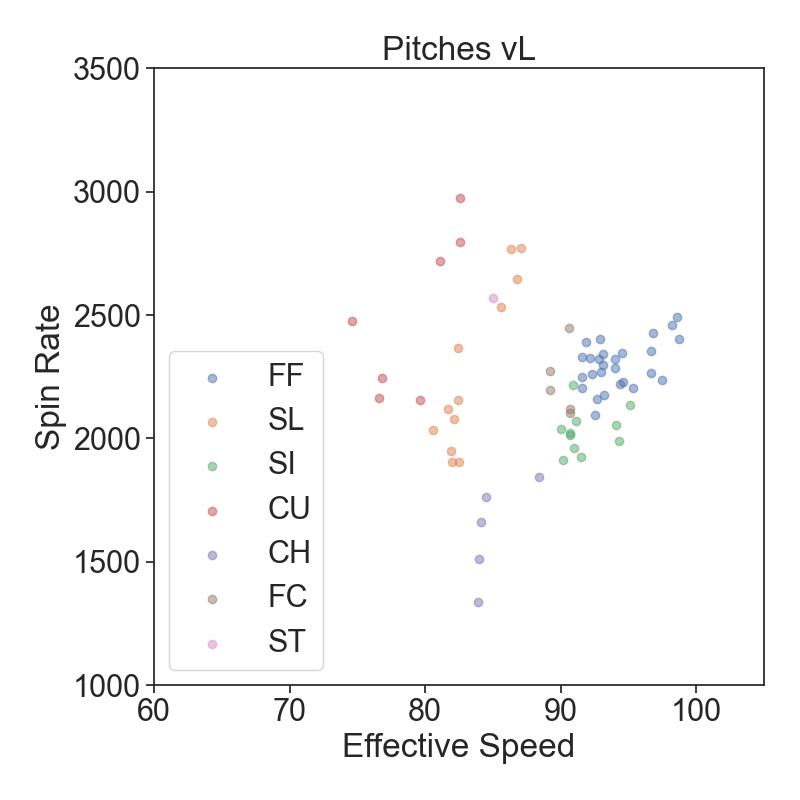 Pitches vL
3500
3000
2500
2000
1500
1000
Spin Rate
FF
SL
SI
CU
CH
FC
ST
60 70 80 90 100
Effective Speed